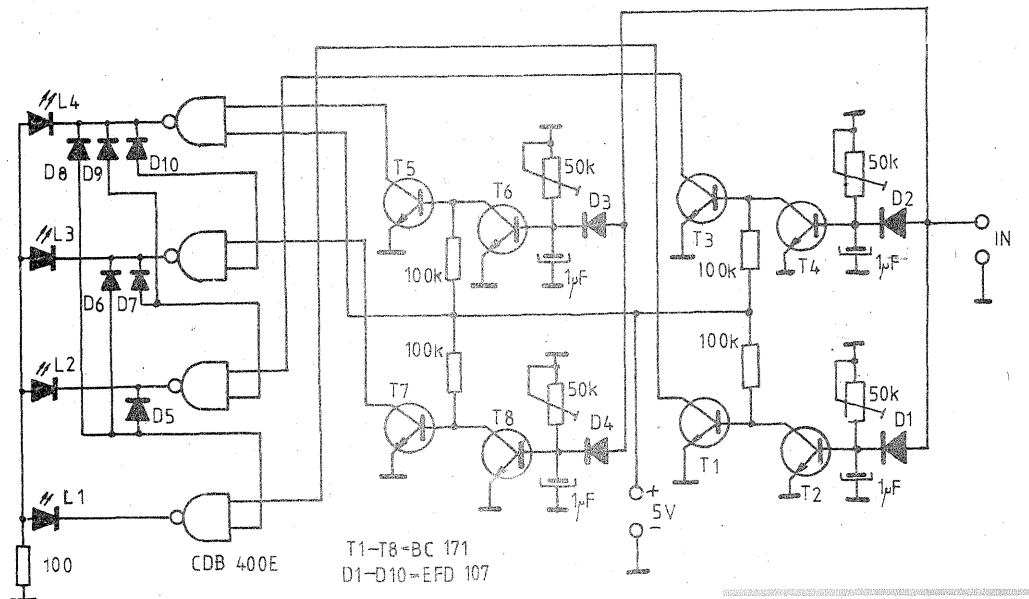 L4
D8
D9
D10
L3
D6
D7
L2
D5
L1
100
CDB 400E
T5
T6
50k
D3
100k
1µF
100k
T7
T8
50k
D4
1µF
T3
T4
50k
D2
100k
1µF
IN
100k
T1
T2
50k
D1
1µF
+
5V
-
T1-T8=BC 171
D1-D10=EFD 107